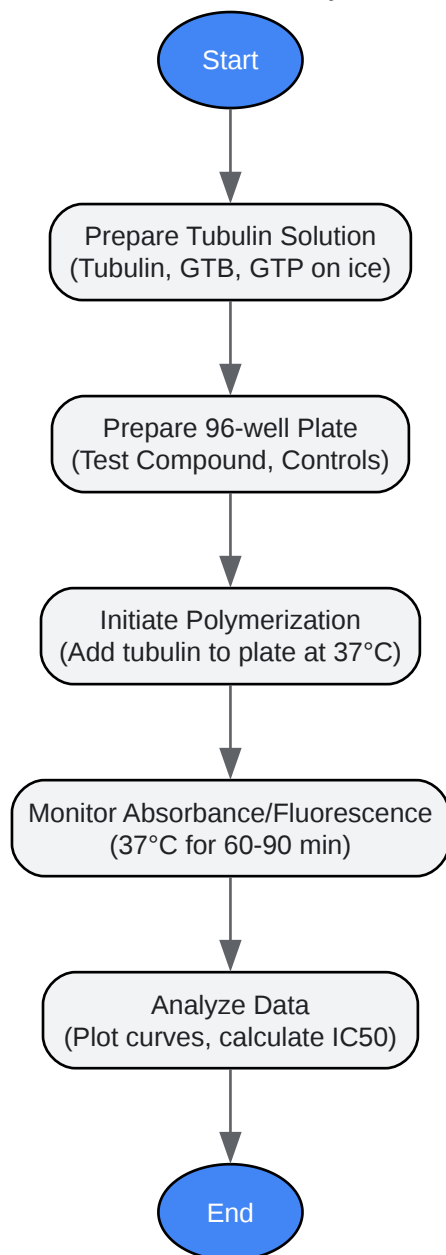 Start
Prepare Tubulin Solution
(Tubulin, GTB, GTP on ice)
Prepare 96-well Plate
(Test Compound, Controls)
Initiate Polymerization
(Add tubulin to plate at 37°C)
Monitor Absorbance/Fluorescence
(37°C for 60-90 min)
Analyze Data
(Plot curves, calculate IC50)
End